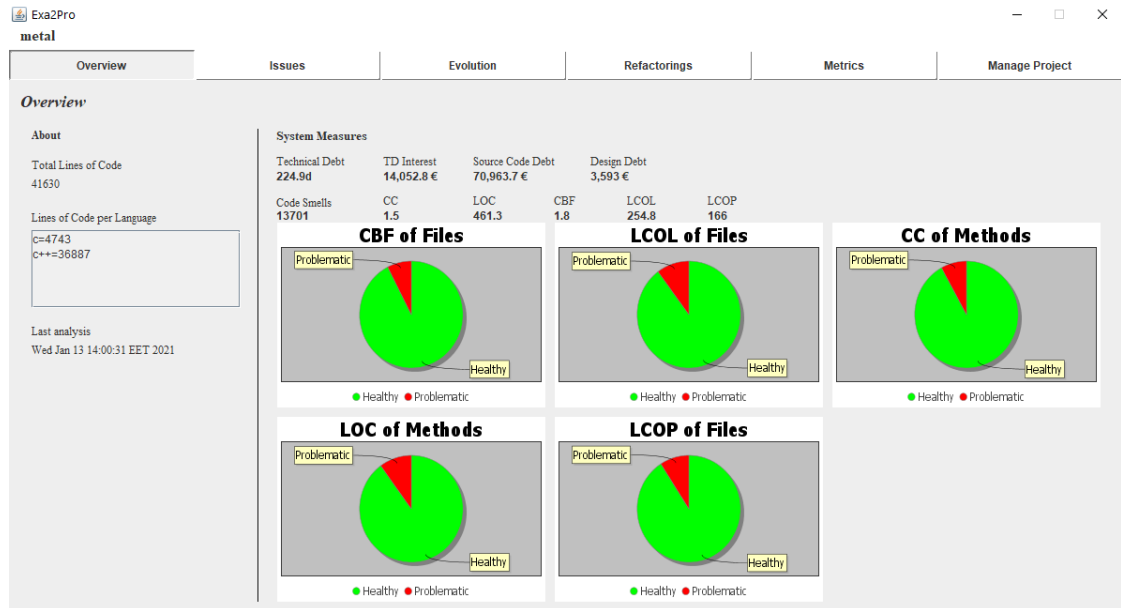 Exa2Pro
metal
Overview Issues Evolution Refactorings Metrics Manage Project
Overview
About
Total Lines of Code
41630
Lines of Code per Language
c=4743
c++=36887
Last analysis
Wed Jan 13 14:00:31 EET 2021
System Measures
Technical Debt TD Interest Source Code Debt Design Debt
224.9d 14,052.8 € 70,963.7 € 3,593 €
Code Smells CC LOC CBF LCOL LCOP
13701 1.5 461.3 1.8 254.8 166
CBF of Files
Problematic
Healthy
Healthy Problematic
LCOL of Files
Problematic
Healthy
Healthy Problematic
CC of Methods
Problematic
Healthy
Healthy Problematic
LOC of Methods
Problematic
Healthy
Healthy Problematic
LCOP of Files
Problematic
Healthy
Healthy Problematic